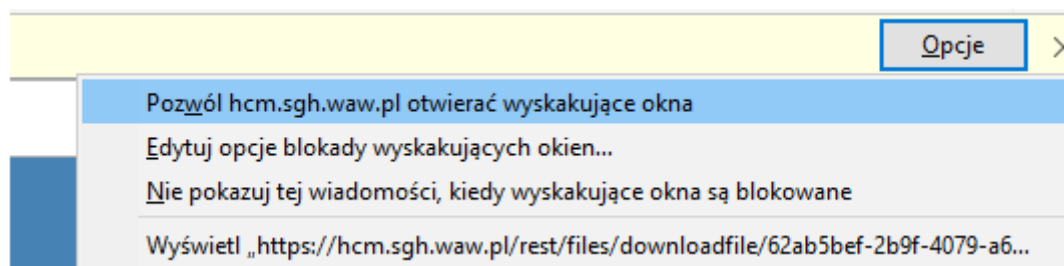 Opcje
Pozwól hcm.sgh.waw.pl otwierać wyskakujące okna
Edytuj opcje blokady wyskakujących okien...
Nie pokazuj tej wiadomości, kiedy wyskakujące okna są blokowane
Wyświetl „https://hcm.sgh.waw.pl/rest/files/downloadfile/62ab5bef-2b9f-4079-a6...